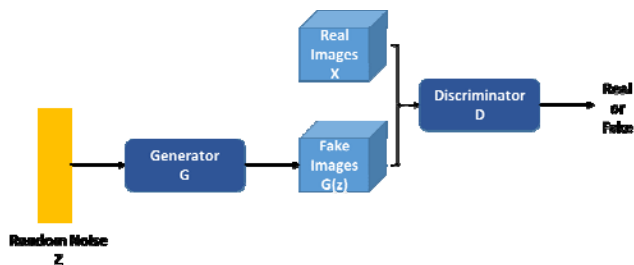 Real
Images
X
Discriminator
D
Real
or
Fake
Generator
G
Fake
Images
G(z)
Random Noise
Z